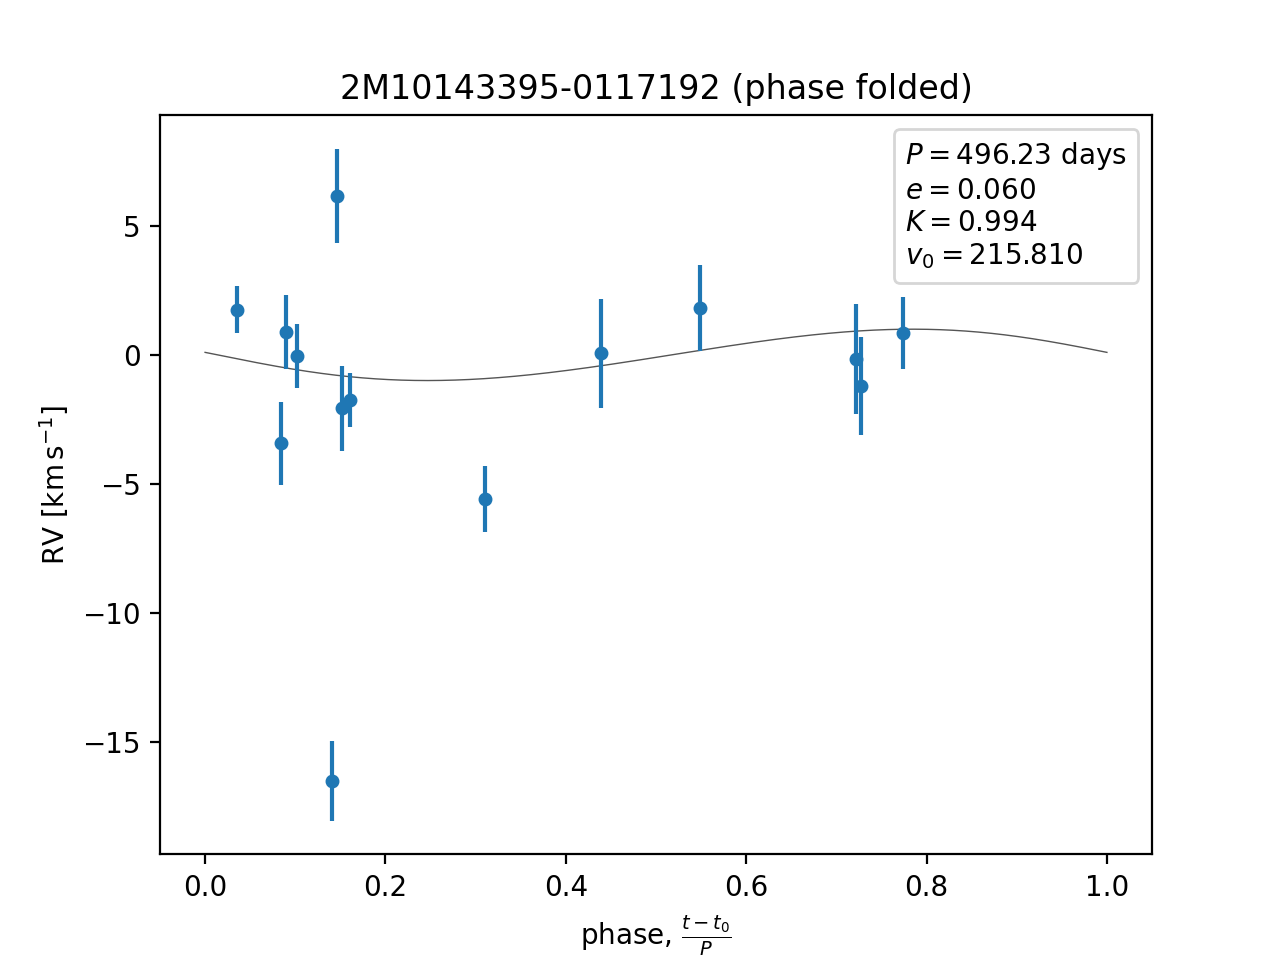 2M10143395-0117192 (phase folded)
P = 496.23 days
e = 0.060
K = 0.994
v₀ = 215.810
5
0
−5
−10
−15
RV [km s⁻¹]
0.0 0.2 0.4 0.6 0.8 1.0
phase, (t − t₀)/P